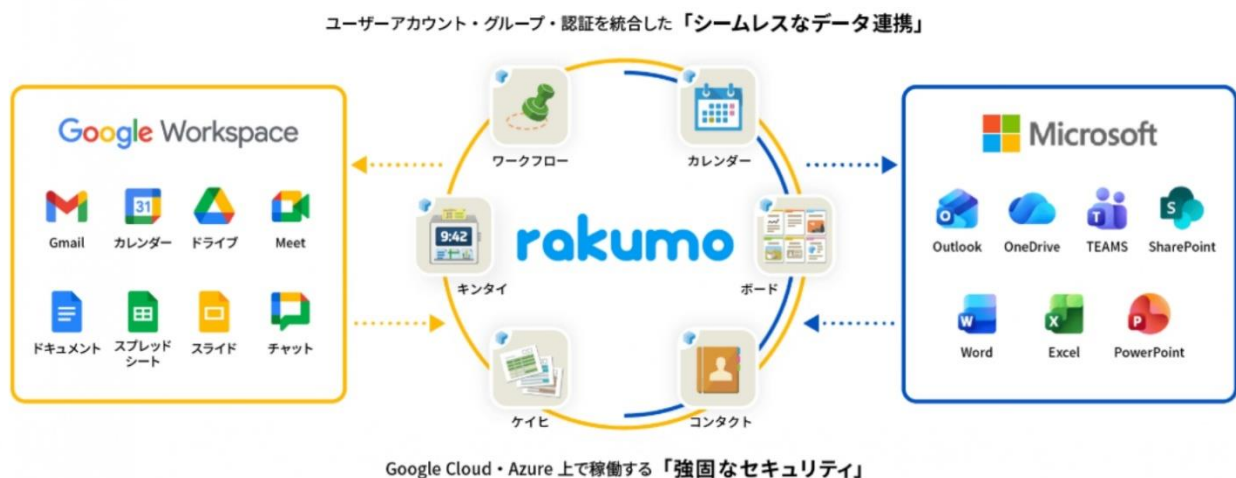 ユーザーアカウント・グループ・認証を統合した「シームレスなデータ連携」
Google Workspace
Gmail
31
カレンダー
ドライブ
Meet
ドキュメント
スプレッド
シート
スライド
チャット
ワークフロー
カレンダー
9:42
キンタイ
rakumo
ボード
ケイヒ
コンタクト
Microsoft
O
Outlook
OneDrive
T
TEAMS
S
SharePoint
W
Word
X
Excel
P
PowerPoint
Google Cloud・Azure 上で稼働する「強固なセキュリティ」